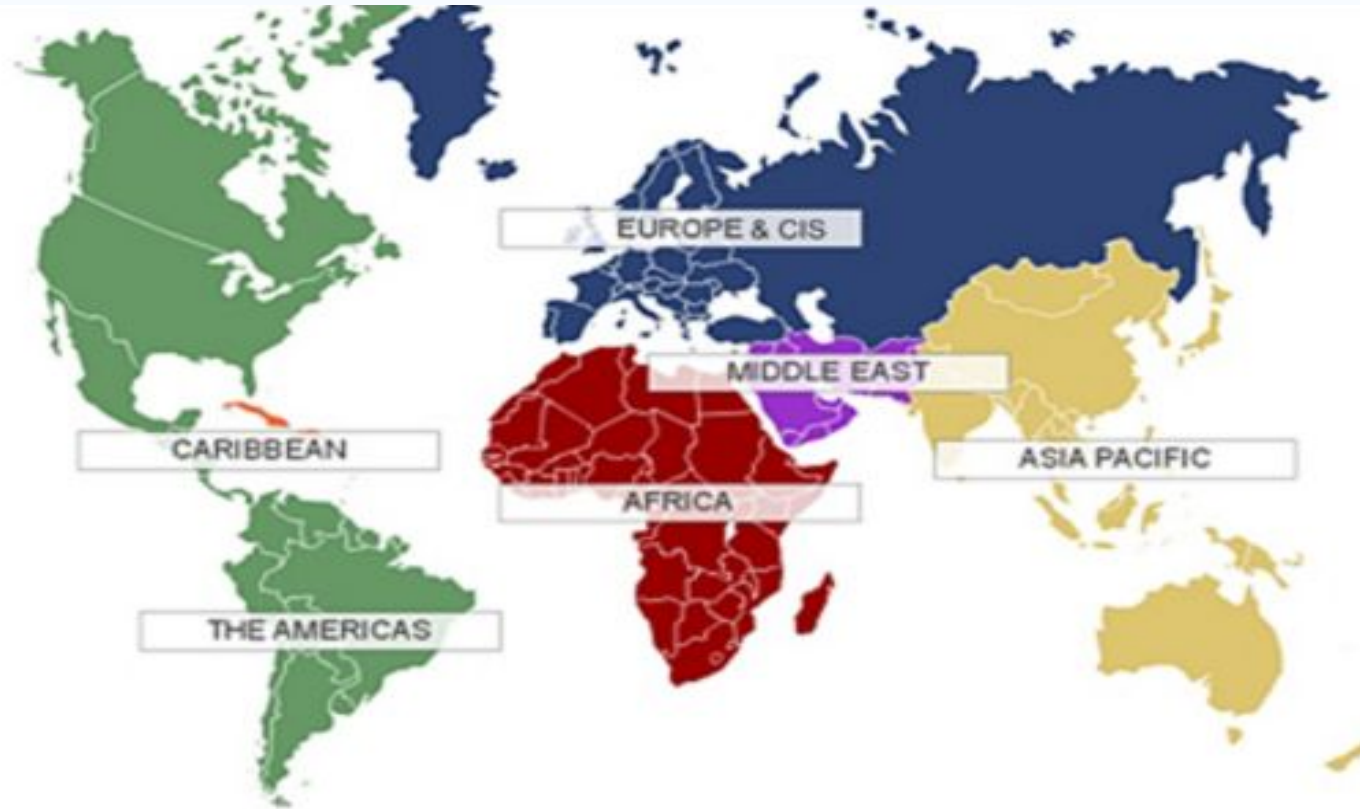 EUROPE & CIS
MIDDLE EAST
CARIBBEAN
ASIA PACIFIC
AFRICA
THE AMERICAS